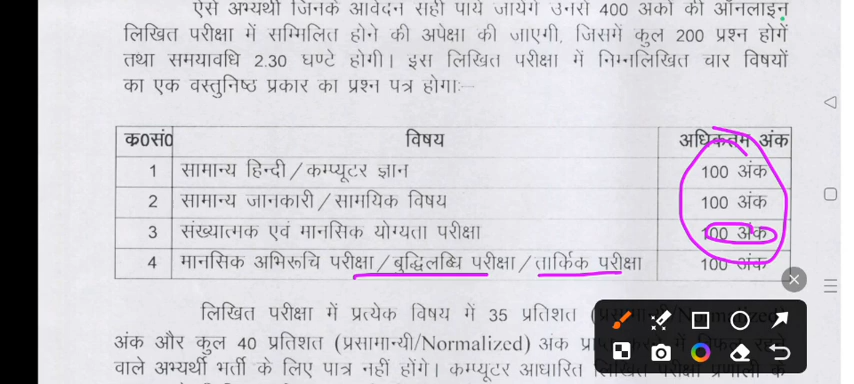 ऐसे अभ्यर्थी जिनके आवेदन सही पाये जायेंगे उनसे 400 अंकों की ऑनलाइन
लिखित परीक्षा में सम्मिलित होने की अपेक्षा की जाएगी, जिसमें कुल 200 प्रश्न होगें
तथा समयावधि 2.30 घण्टे होगी। इस लिखित परीक्षा में निम्नलिखित चार विषयों
का एक वस्तुनिष्ठ प्रकार का प्रश्न पत्र होगाः—
क0सं0 विषय अधिकतम अंक
1 सामान्य हिन्दी/कम्प्यूटर ज्ञान 100 अंक
2 सामान्य जानकारी/सामयिक विषय 100 अंक
3 संख्यात्मक एवं मानसिक योग्यता परीक्षा 100 अंक
4 मानसिक अभिरूचि परीक्षा/बुद्धिलब्धि परीक्षा/तार्किक परीक्षा 100 अंक
लिखित परीक्षा में प्रत्येक विषय में 35 प्रतिशत
अंक और कुल 40 प्रतिशत (प्रसामान्यी/Normalized) अंक
वाले अभ्यर्थी भर्ती के लिए पात्र नहीं होंगे। कम्प्यूटर आधारित